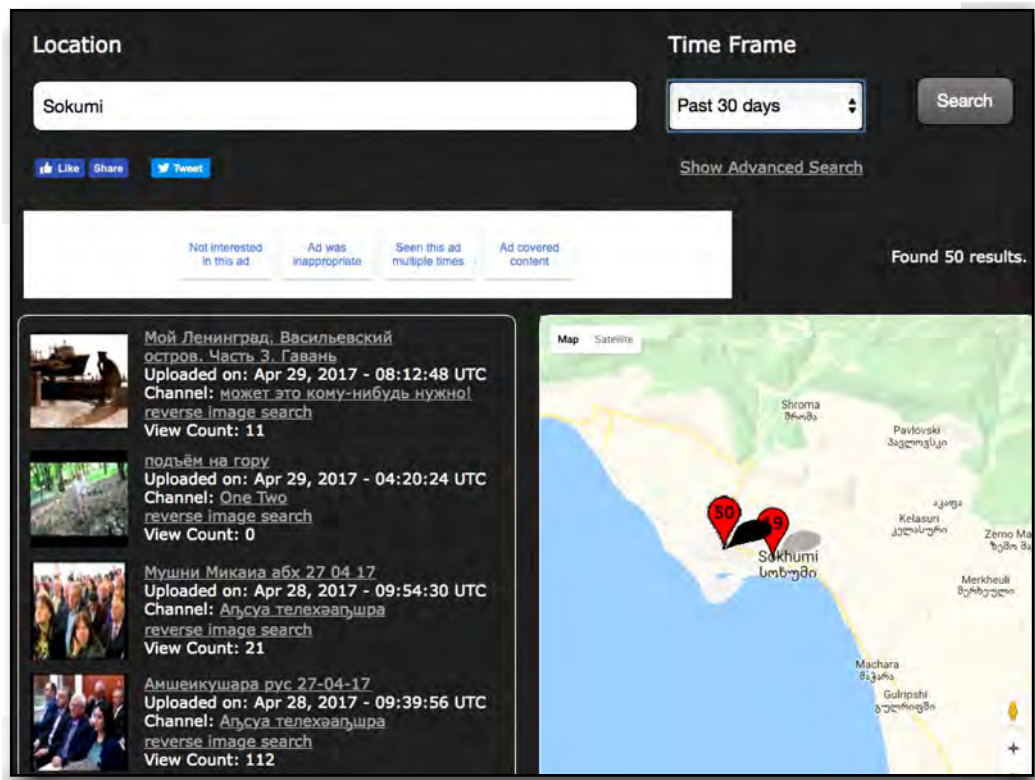 Location
Time Frame
Sokumi
Past 30 days
Search
Like
Share
Tweet
Show Advanced Search
Not interested
in this ad
Ad was
inappropriate
Seen this ad
multiple times
Ad covered
content
Found 50 results.
Мой Ленинград. Васильевский
остров. Часть 3. Гавань
Uploaded on: Apr 29, 2017 - 08:12:48 UTC
Channel: может это кому-нибудь нужно!
reverse image search
View Count: 11
подъём на гору
Uploaded on: Apr 29, 2017 - 04:20:24 UTC
Channel: One Two
reverse image search
View Count: 0
Мушни Микаиа абх 27 04 17
Uploaded on: Apr 28, 2017 - 09:54:30 UTC
Channel: Аҧсуа телехәаҧшра
reverse image search
View Count: 21
Амшеикушара рус 27-04-17
Uploaded on: Apr 28, 2017 - 09:39:56 UTC
Channel: Аҧсуа телехәаҧшра
reverse image search
View Count: 112
Map
Satellite
Shroma
შრომა
Pavlovski
პავლოვსკი
აკაფა
Kelasuri
კელასური
Zemo Ma
ზემო მა
50
49
Sokhumi
სოხუმი
Merkheuli
მერხეული
Machara
მაჭარა
Gulripshi
გულრიფში